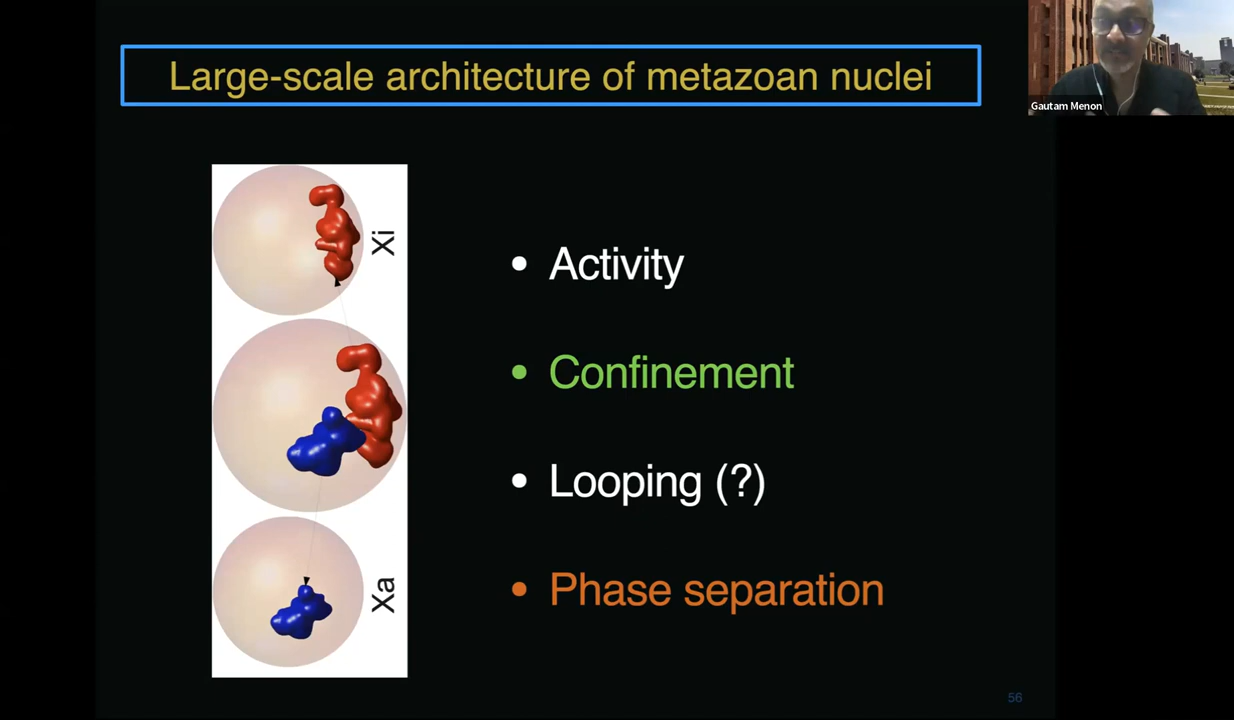 Large-scale architecture of metazoan nuclei
Gautam Menon
Xi
Xa
• Activity
• Confinement
• Looping (?)
• Phase separation
56